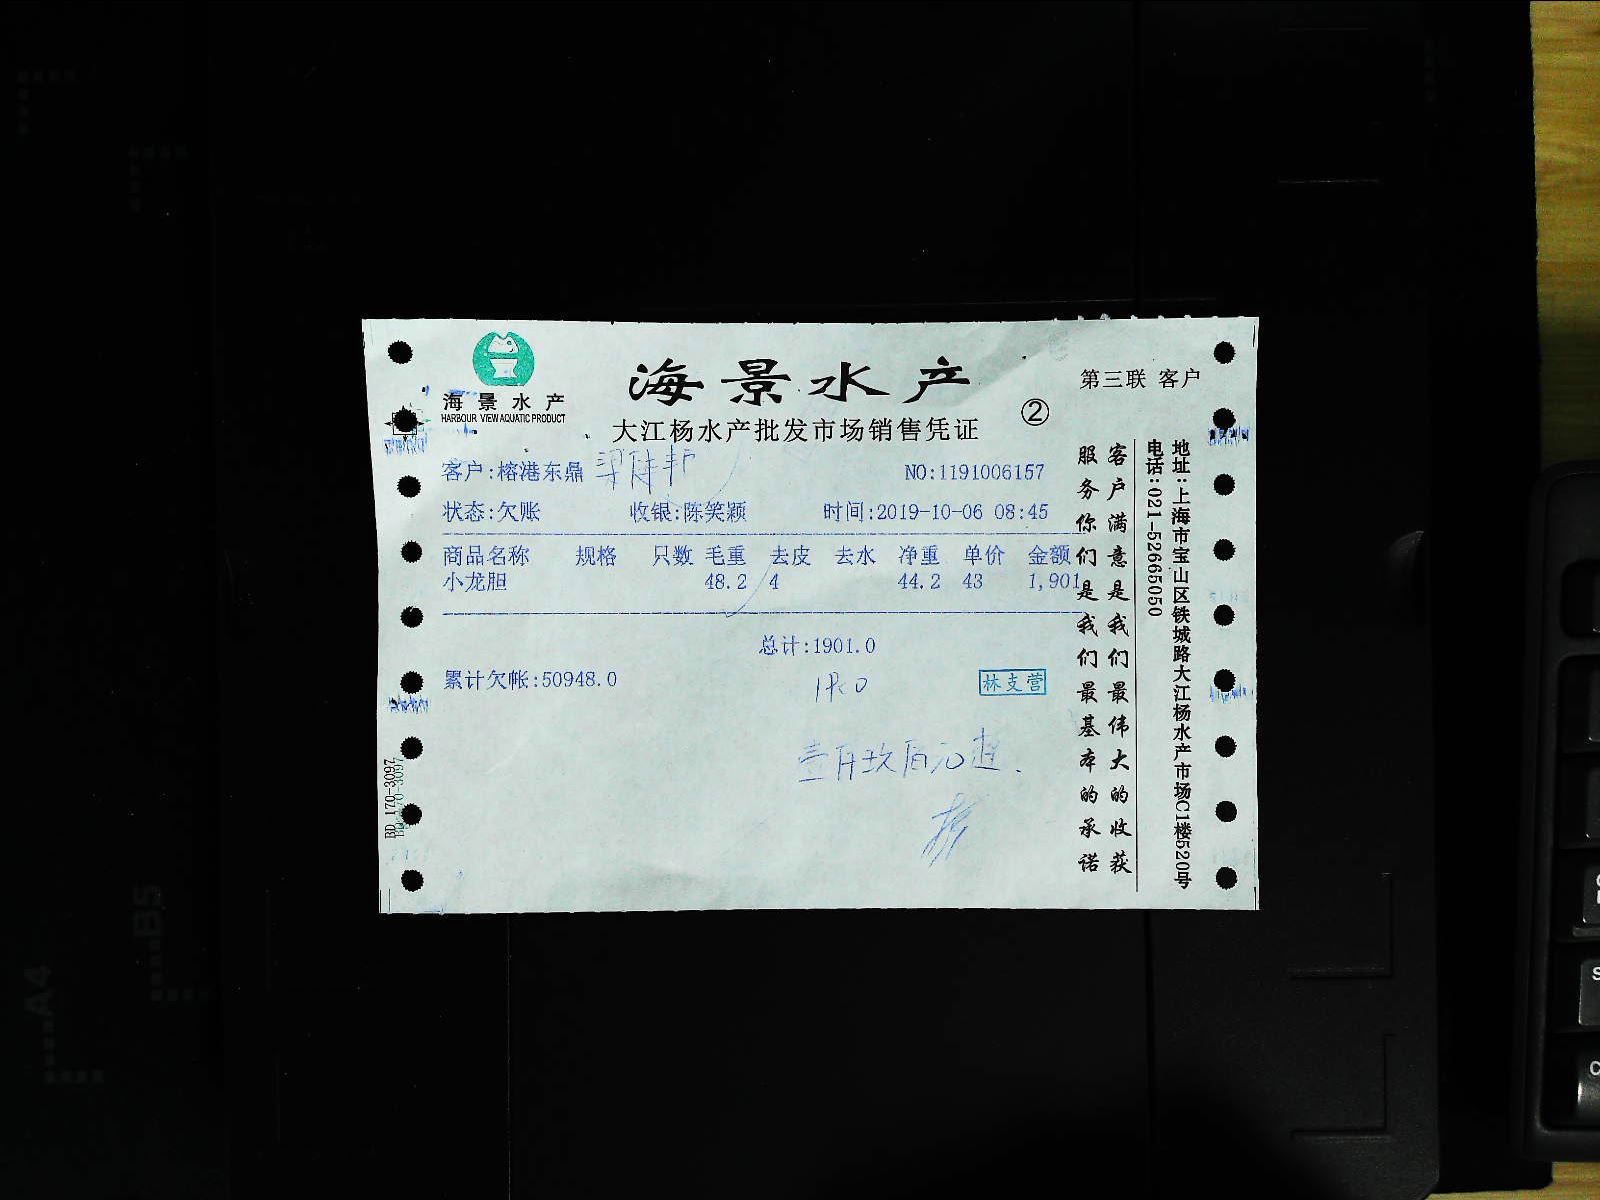 海景水产
HARBOUR VIEW AQUATIC PRODUCT
海景水产
大江杨水产批发市场销售凭证
②
第三联 客户
客户:榕港东鼎
NO:1191006157
状态:欠账 收银:陈笑颖 时间:2019-10-06 08:45
商品名称 规格 只数 毛重 去皮 去水 净重 单价 金额
小龙胆 48.2 4 44.2 43 1,901
总计:1901.0
累计欠帐:50948.0
林支营
壹仟玖佰元整.
客户满意是我们最伟大的收获
服务你们是我们最基本的承诺
地址:上海市宝山区铁城路大江杨水产市场C1楼520号
电话:021-52665050
BD 170-3097
A4
B5